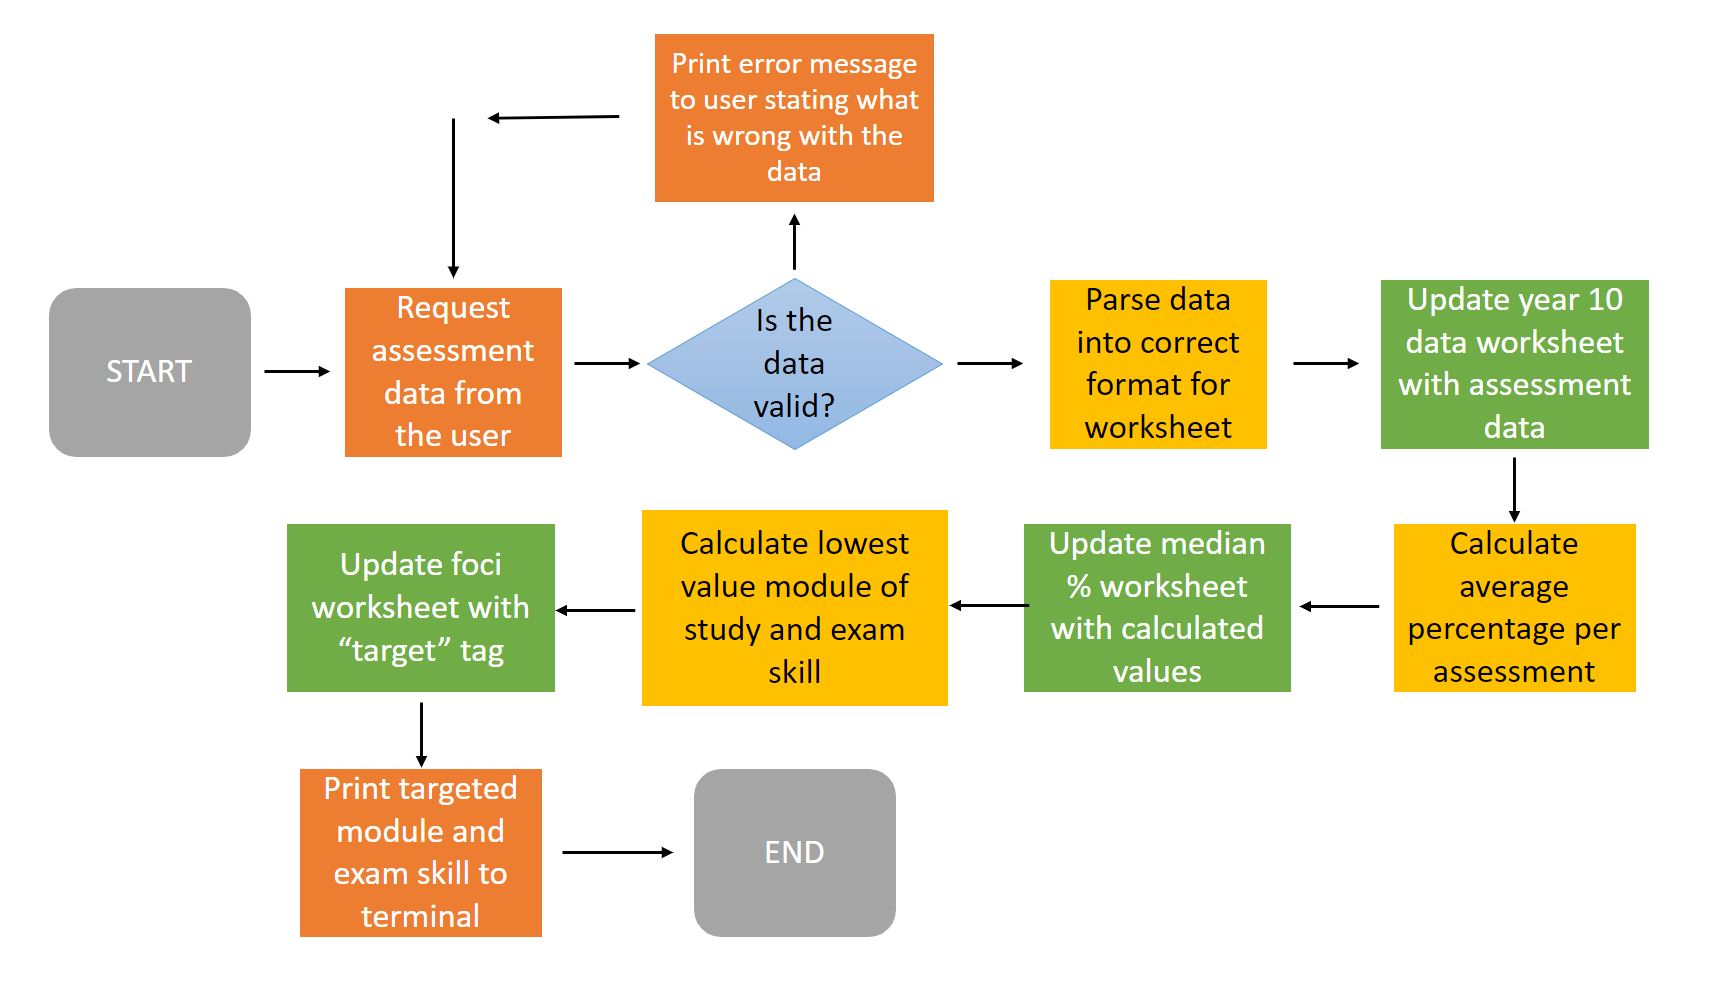 Print error message
to user stating what
is wrong with the
data
START
Request
assessment
data from
the user
Is the
data
valid?
Parse data
into correct
format for
worksheet
Update year 10
data worksheet
with assessment
data
Calculate
average
percentage per
assessment
Update median
% worksheet
with calculated
values
Calculate lowest
value module of
study and exam
skill
Update foci
worksheet with
“target” tag
Print targeted
module and
exam skill to
terminal
END